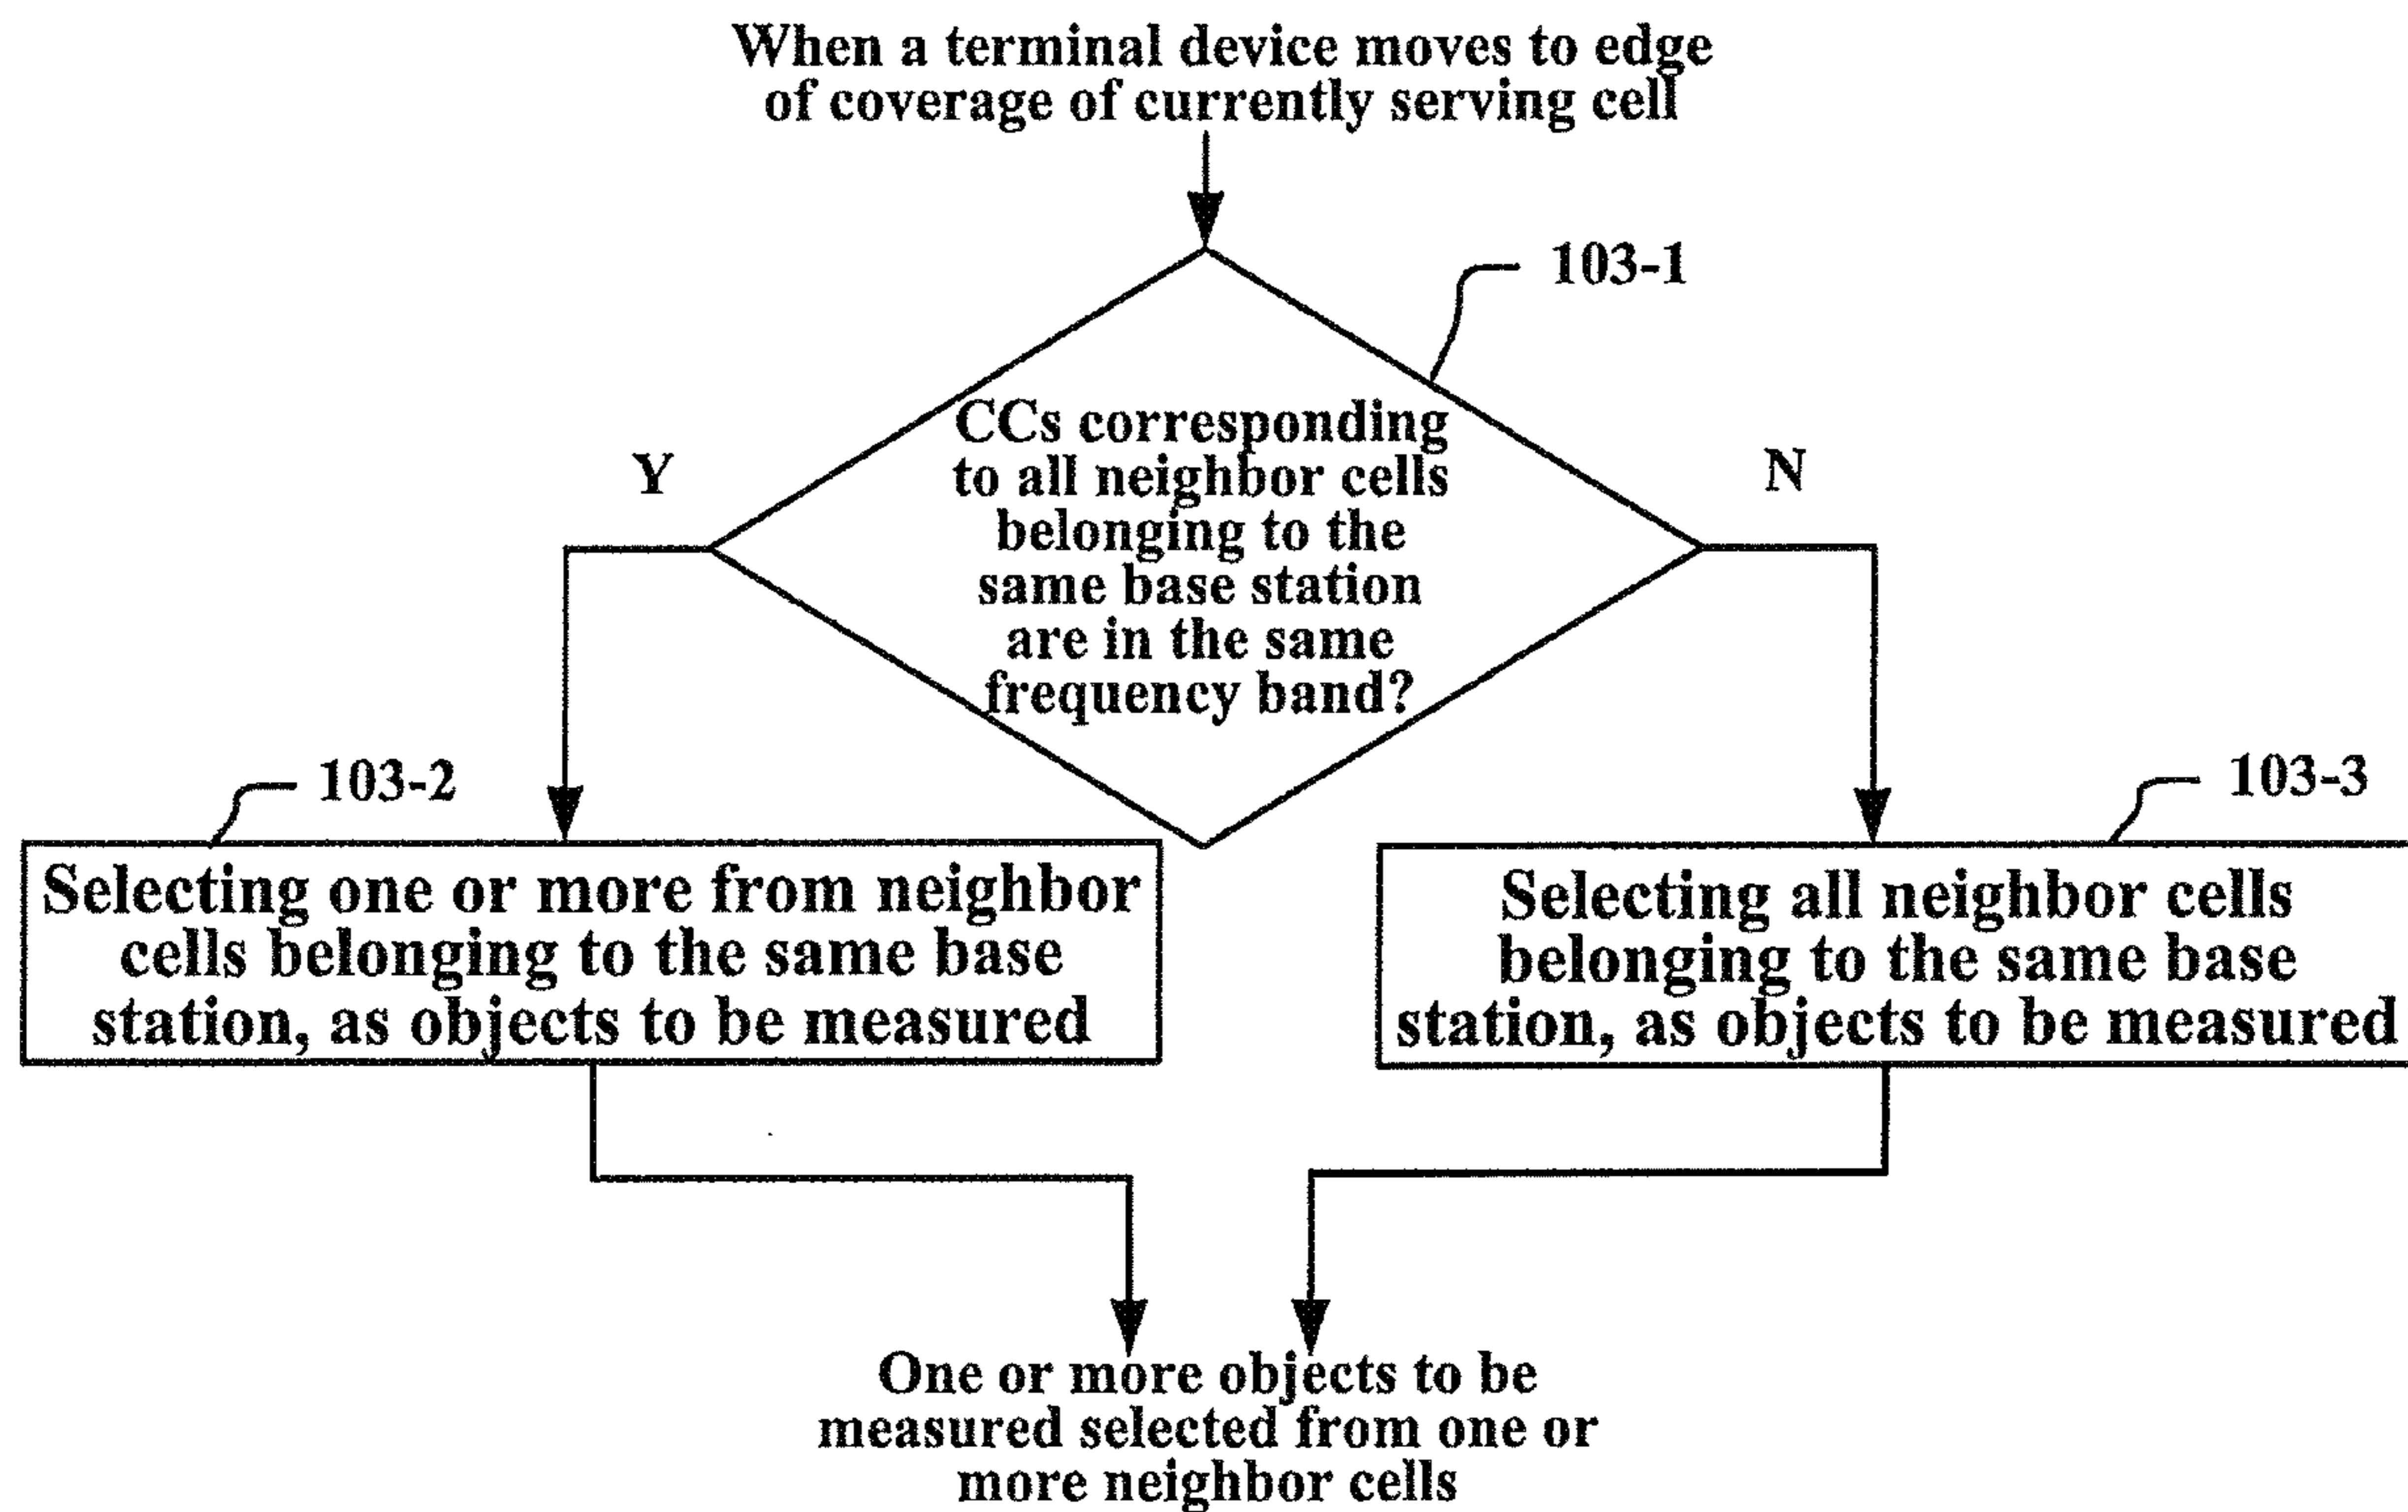 When a terminal device moves to edge
of coverage of currently serving cell
103-1
CCs corresponding
to all neighbor cells
belonging to the
same base station
are in the same
frequency band?
Y
N
103-2
103-3
Selecting one or more from neighbor
cells belonging to the same base
station, as objects to be measured
Selecting all neighbor cells
belonging to the same base
station, as objects to be measured
One or more objects to be
measured selected from one or
more neighbor cells